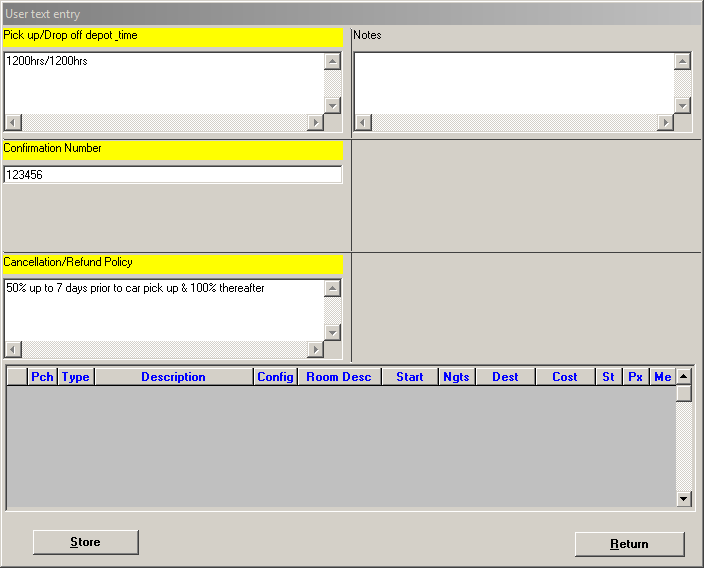 User text entry
Pick up/Drop off depot_time
Notes
1200hrs/1200hrs
Confirmation Number
123456
Cancellation/Refund Policy
50% up to 7 days prior to car pick up & 100% thereafter
Pch Type Description Config Room Desc Start Ngts Dest Cost St Px Me
Store
Return